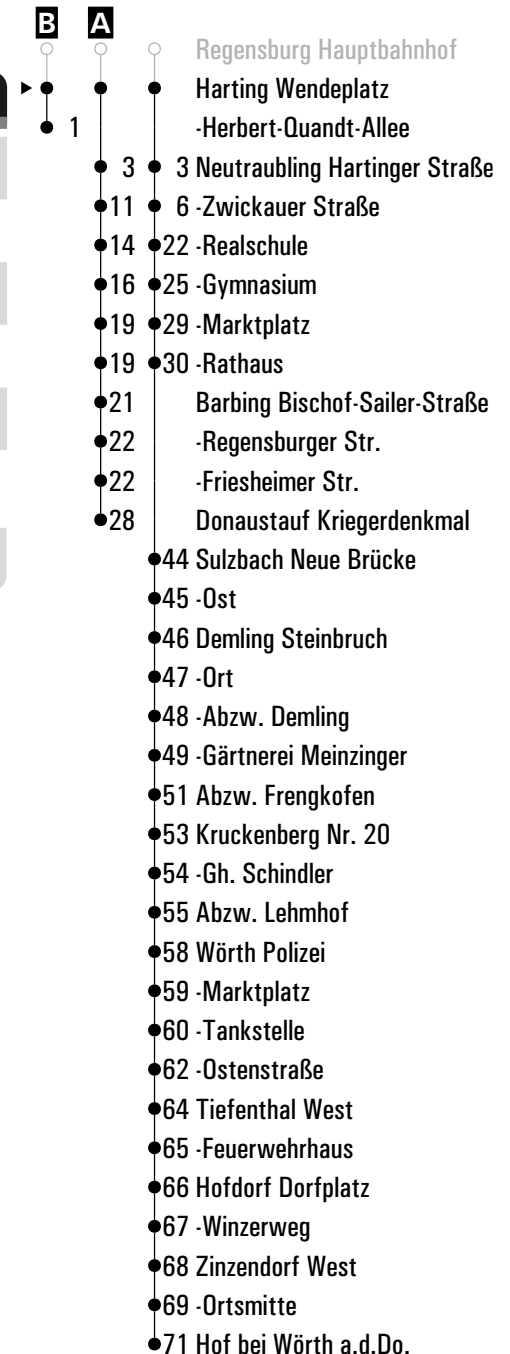 B A
Regensburg Hauptbahnhof
Harting Wendeplatz
1 -Herbert-Quandt-Allee
3 3 Neutraubling Hartinger Straße
11 6 -Zwickauer Straße
14 22 -Realschule
16 25 -Gymnasium
19 29 -Marktplatz
19 30 -Rathaus
21 Barbing Bischof-Sailer-Straße
22 -Regensburger Str.
22 -Friesheimer Str.
28 Donaustauf Kriegerdenkmal
44 Sulzbach Neue Brücke
45 -Ost
46 Demling Steinbruch
47 -Ort
48 -Abzw. Demling
49 -Gärtnerei Meinzinger
51 Abzw. Frengkofen
53 Kruckenberg Nr. 20
54 -Gh. Schindler
55 Abzw. Lehmhof
58 Wörth Polizei
59 -Marktplatz
60 -Tankstelle
62 -Ostenstraße
64 Tiefenthal West
65 -Feuerwehrhaus
66 Hofdorf Dorfplatz
67 -Winzerweg
68 Zinzendorf West
69 -Ortsmitte
71 Hof bei Wörth a.d.Do.